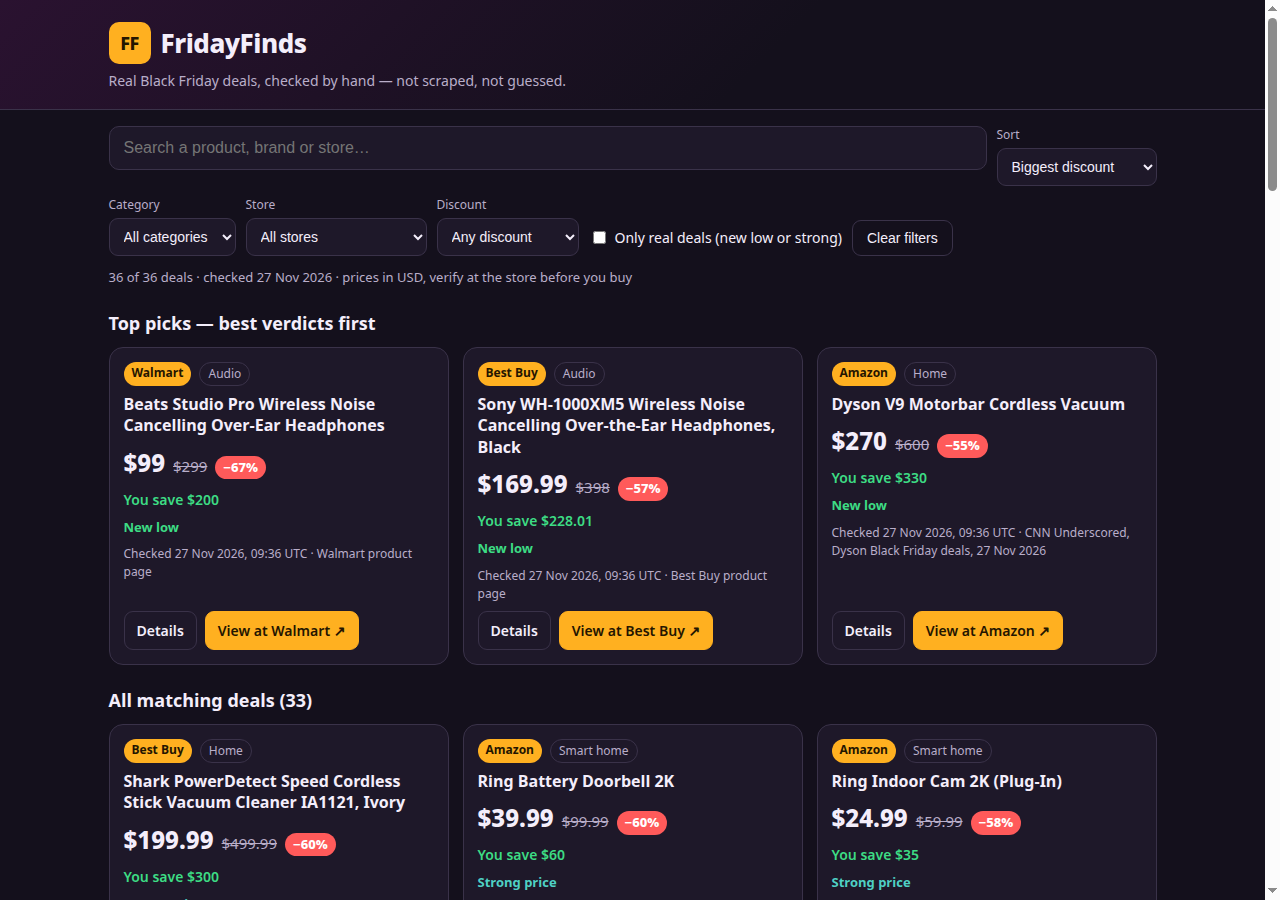 FF FridayFinds
Real Black Friday deals, checked by hand — not scraped, not guessed.
Search a product, brand or store…
Sort
Biggest discount
Category
Store
Discount
All categories
All stores
Any discount
Only real deals (new low or strong)
Clear filters
36 of 36 deals · checked 27 Nov 2026 · prices in USD, verify at the store before you buy
Top picks — best verdicts first
Walmart Audio
Beats Studio Pro Wireless Noise
Cancelling Over-Ear Headphones
$99 $299 −67%
You save $200
New low
Checked 27 Nov 2026, 09:36 UTC · Walmart product
page
Details View at Walmart ↗
Best Buy Audio
Sony WH-1000XM5 Wireless Noise
Cancelling Over-the-Ear Headphones,
Black
$169.99 $398 −57%
You save $228.01
New low
Checked 27 Nov 2026, 09:36 UTC · Best Buy product
page
Details View at Best Buy ↗
Amazon Home
Dyson V9 Motorbar Cordless Vacuum
$270 $600 −55%
You save $330
New low
Checked 27 Nov 2026, 09:36 UTC · CNN Underscored,
Dyson Black Friday deals, 27 Nov 2026
Details View at Amazon ↗
All matching deals (33)
Best Buy Home
Shark PowerDetect Speed Cordless
Stick Vacuum Cleaner IA1121, Ivory
$199.99 $499.99 −60%
You save $300
Amazon Smart home
Ring Battery Doorbell 2K
$39.99 $99.99 −60%
You save $60
Strong price
Amazon Smart home
Ring Indoor Cam 2K (Plug-In)
$24.99 $59.99 −58%
You save $35
Strong price